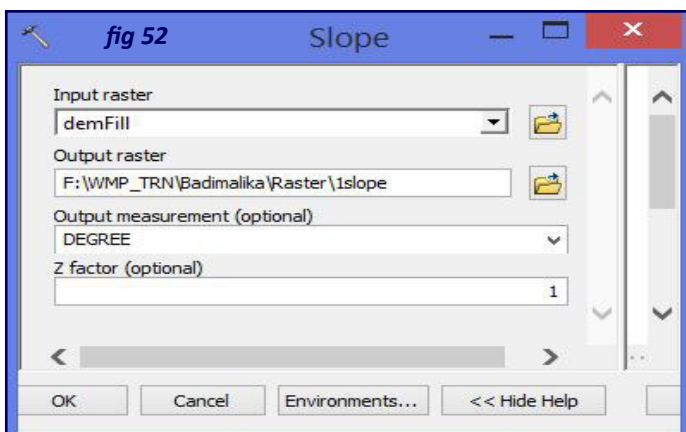 fig 52 Slope
Input raster
demFill
Output raster
F:\WMP_TRN\Badimalika\Raster\1slope
Output measurement (optional)
DEGREE
Z factor (optional)
1
OK Cancel Environments... << Hide Help